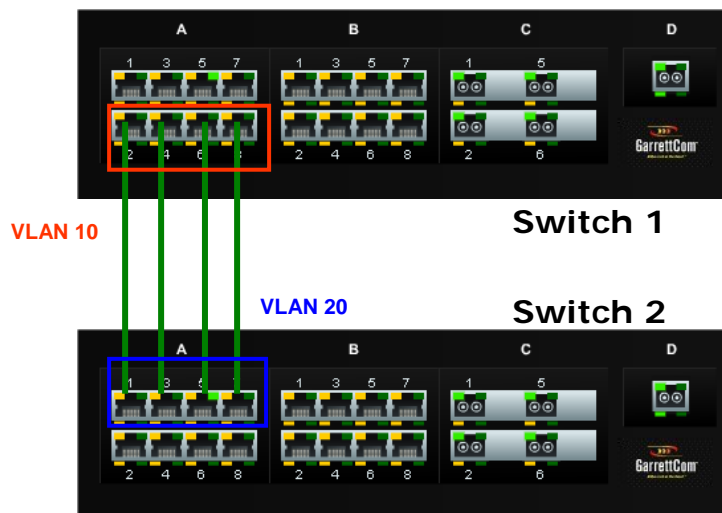 A B C D
1 3 5 7 1 3 5 7 1 5
2 4 6 8 2 4 6 8 2 6
GarrettCom
VLAN 10
Switch 1
VLAN 20
Switch 2
A B C D
1 3 5 7 1 3 5 7 1 5
2 4 6 8 2 4 6 8 2 6
GarrettCom